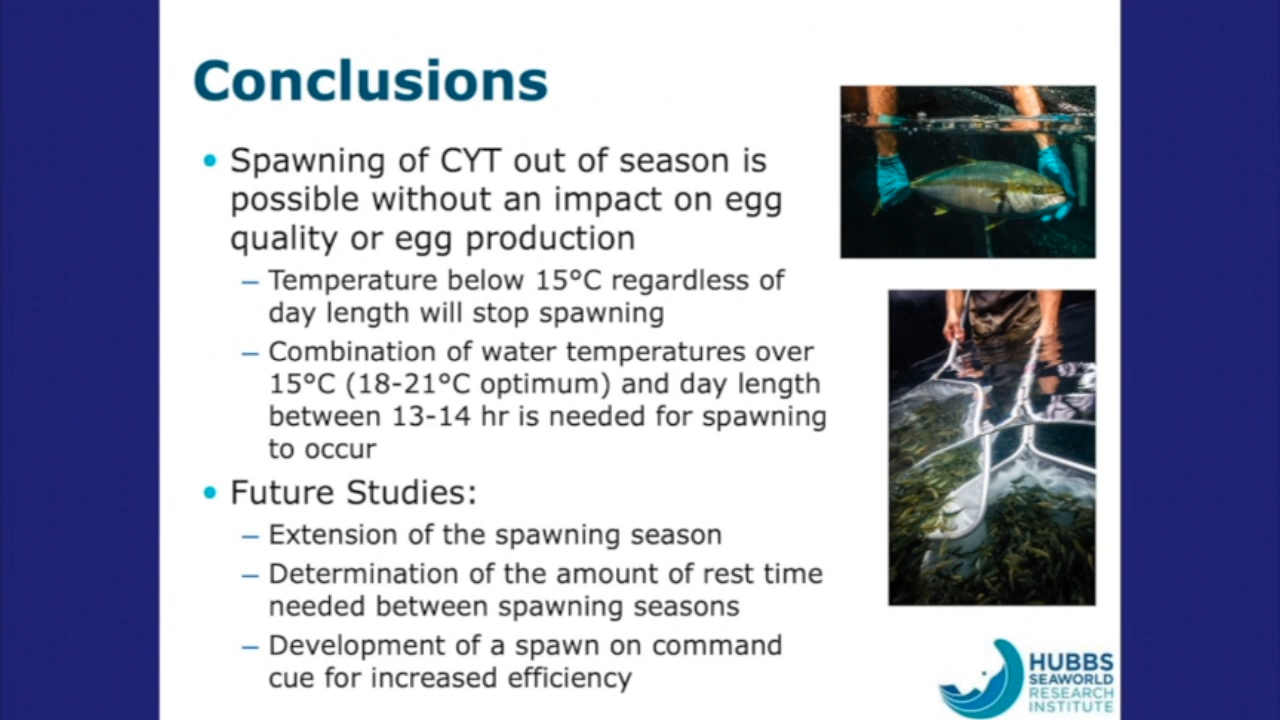 Conclusions
• Spawning of CYT out of season is
possible without an impact on egg
quality or egg production
– Temperature below 15°C regardless of
day length will stop spawning
– Combination of water temperatures over
15°C (18-21°C optimum) and day length
between 13-14 hr is needed for spawning
to occur
• Future Studies:
– Extension of the spawning season
– Determination of the amount of rest time
needed between spawning seasons
– Development of a spawn on command
cue for increased efficiency
HUBBS
SEAWORLD
RESEARCH
INSTITUTE